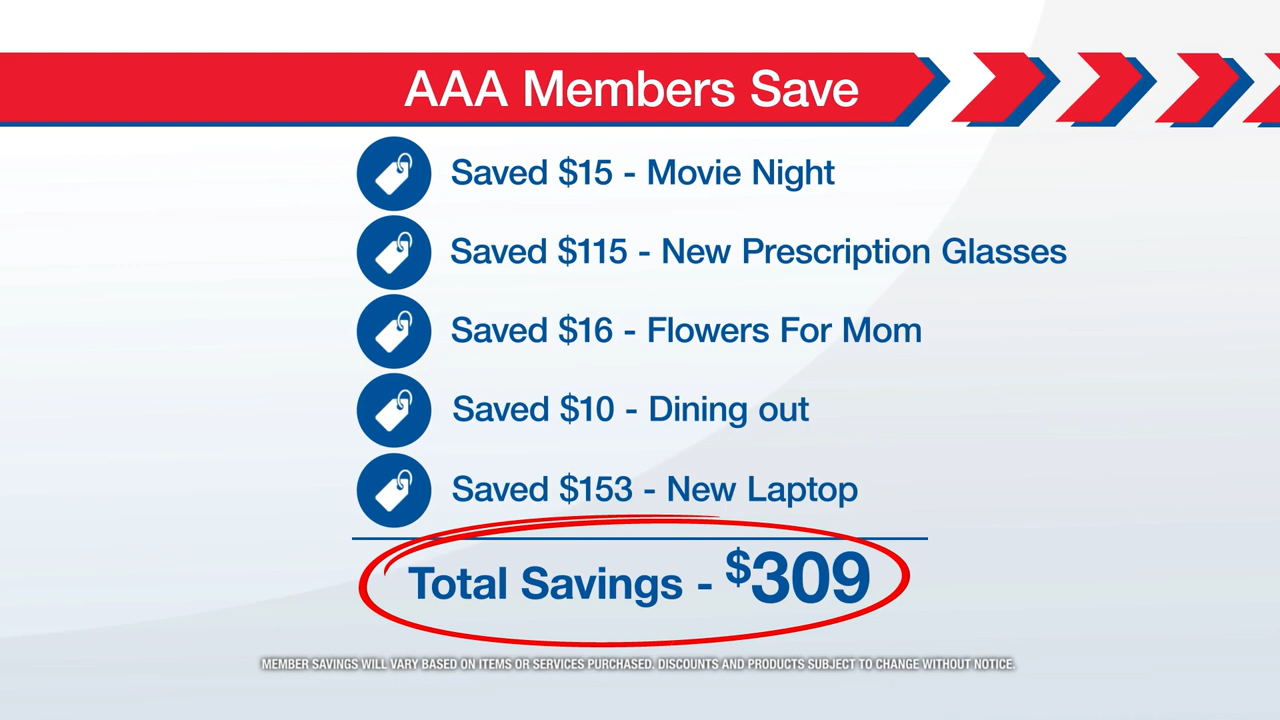 AAA Members Save
Saved $15 - Movie Night
Saved $115 - New Prescription Glasses
Saved $16 - Flowers For Mom
Saved $10 - Dining out
Saved $153 - New Laptop
Total Savings - $309
MEMBER SAVINGS WILL VARY BASED ON ITEMS OR SERVICES PURCHASED. DISCOUNTS AND PRODUCTS SUBJECT TO CHANGE WITHOUT NOTICE.